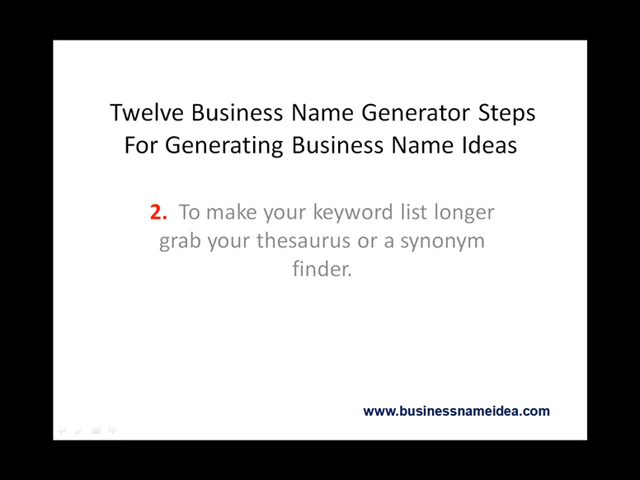 Twelve Business Name Generator Steps
For Generating Business Name Ideas
2. To make your keyword list longer
grab your thesaurus or a synonym
finder.
www.businessnameidea.com